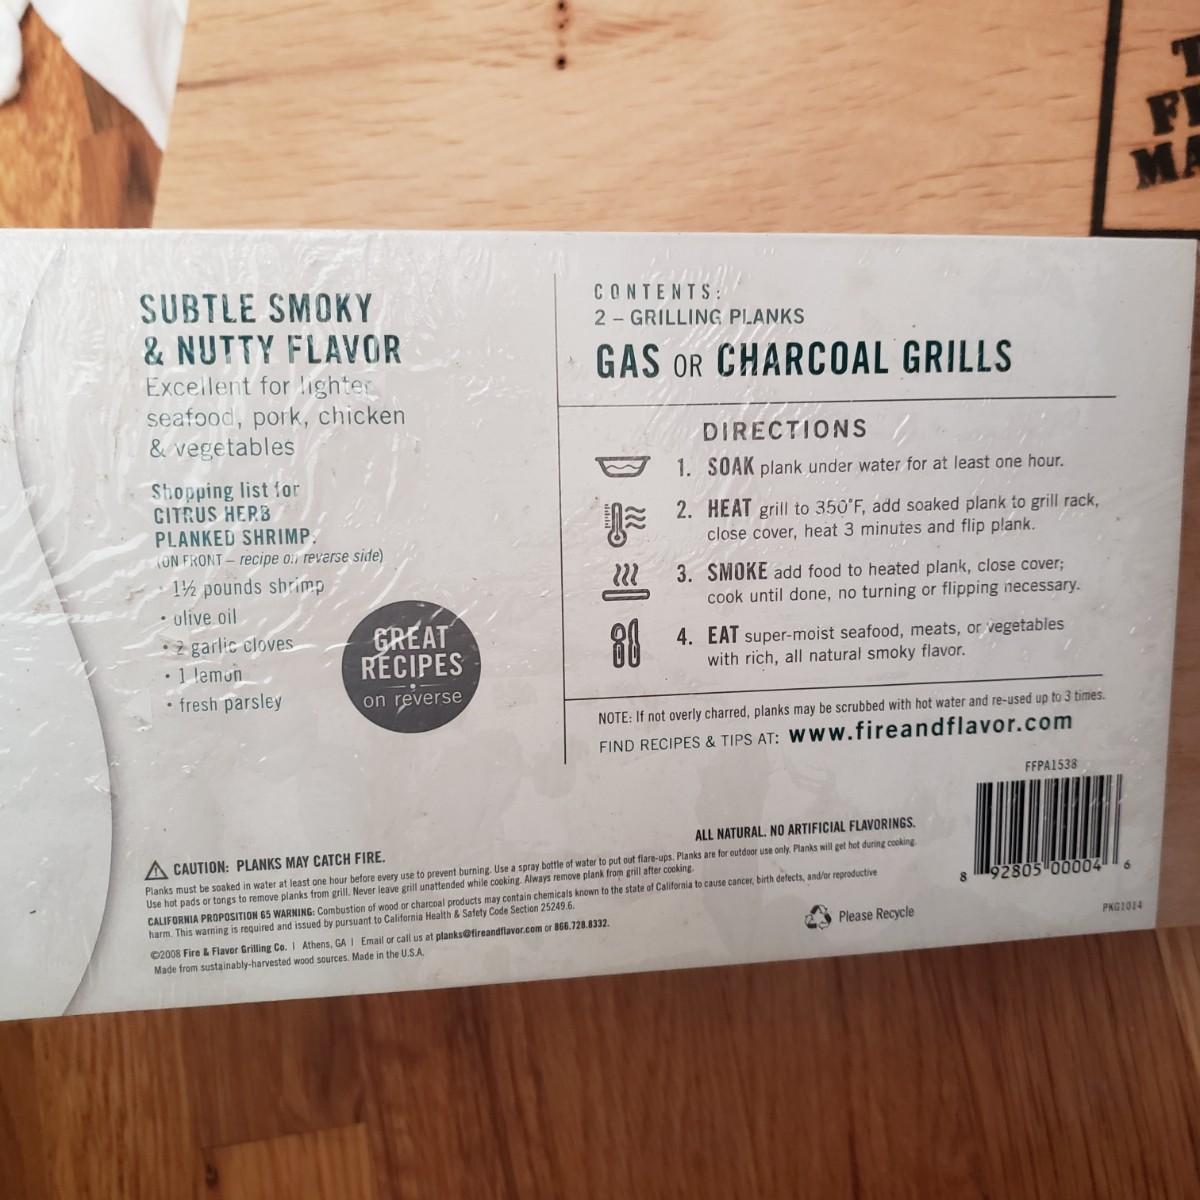 SUBTLE SMOKY
& NUTTY FLAVOR
Excellent for lighter
seafood, pork, chicken
& vegetables
Shopping list for
CITRUS HERB
PLANKED SHRIMP:
(ON FRONT – recipe on reverse side)
• 1½ pounds shrimp
• olive oil
• 2 garlic cloves
• 1 lemon
• fresh parsley
GREAT
RECIPES
on reverse
CONTENTS:
2 – GRILLING PLANKS
GAS OR CHARCOAL GRILLS
DIRECTIONS
1. SOAK plank under water for at least one hour.
2. HEAT grill to 350°F, add soaked plank to grill rack,
close cover, heat 3 minutes and flip plank.
3. SMOKE add food to heated plank, close cover;
cook until done, no turning or flipping necessary.
4. EAT super-moist seafood, meats, or vegetables
with rich, all natural smoky flavor.
NOTE: If not overly charred, planks may be scrubbed with hot water and re-used up to 3 times.
FIND RECIPES & TIPS AT: www.fireandflavor.com
FFPA1538
ALL NATURAL. NO ARTIFICIAL FLAVORINGS.
CAUTION: PLANKS MAY CATCH FIRE.
Planks must be soaked in water at least one hour before every use to prevent burning. Use a spray bottle of water to put out flare-ups. Planks are for outdoor use only. Planks will get hot during cooking.
Use hot pads or tongs to remove planks from grill. Never leave grill unattended while cooking. Always remove plank from grill after cooking.
CALIFORNIA PROPOSITION 65 WARNING: Combustion of wood or charcoal products may contain chemicals known to the state of California to cause cancer, birth defects, and/or reproductive
harm. This warning is required and issued by pursuant to California Health & Safety Code Section 25249.6.
©2008 Fire & Flavor Grilling Co. | Athens, GA | Email or call us at planks@fireandflavor.com or 866.728.8332.
Made from sustainably-harvested wood sources. Made in the U.S.A.
Please Recycle
8 92805 00004 6
PKG1014